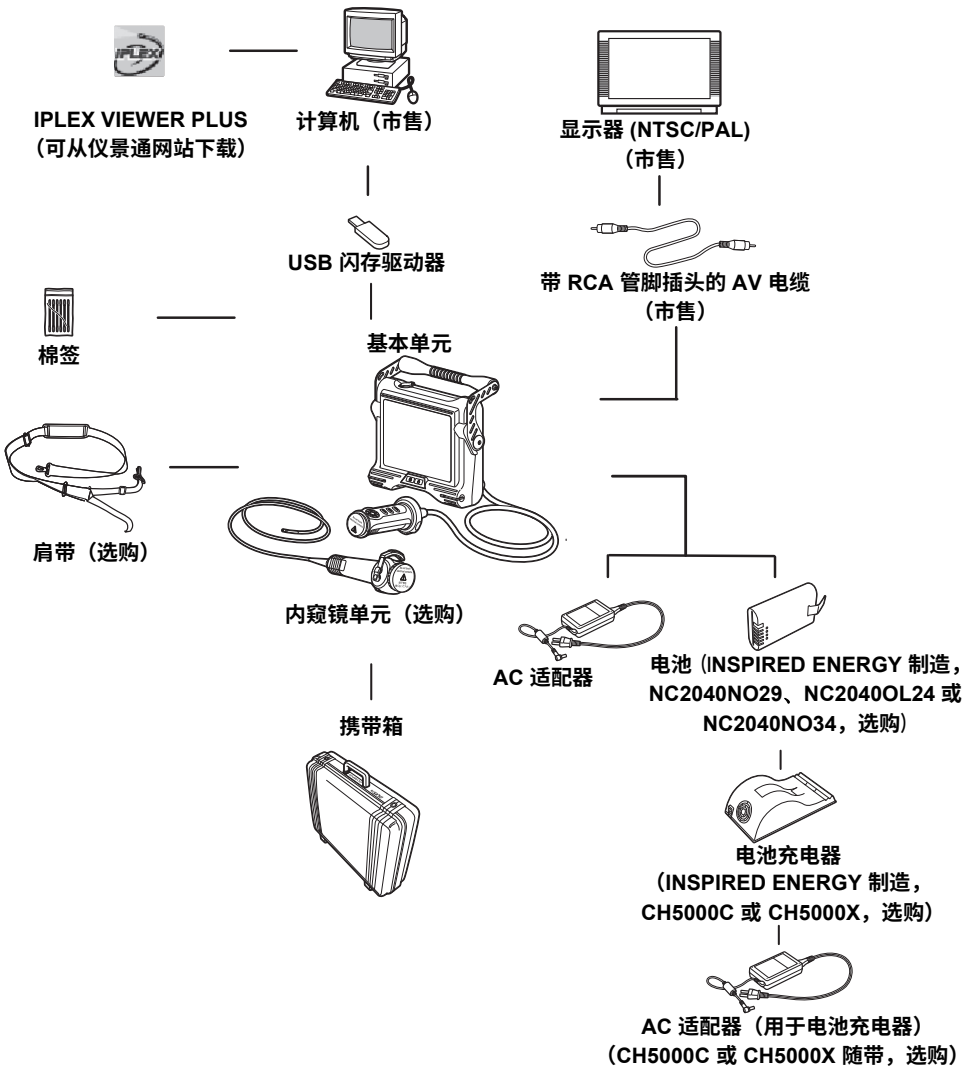 IPLEX
IPLEX VIEWER PLUS
（可从仪景通网站下载）
计算机（市售）
显示器 (NTSC/PAL)
（市售）
USB 闪存驱动器
带 RCA 管脚插头的 AV 电缆
（市售）
棉签
基本单元
肩带（选购）
内窥镜单元（选购）
AC 适配器
电池 (INSPIRED ENERGY 制造，
NC2040NO29、NC2040OL24 或
NC2040NO34，选购)
携带箱
电池充电器
（INSPIRED ENERGY 制造，
CH5000C 或 CH5000X，选购）
AC 适配器（用于电池充电器）
（CH5000C 或 CH5000X 随带，选购）